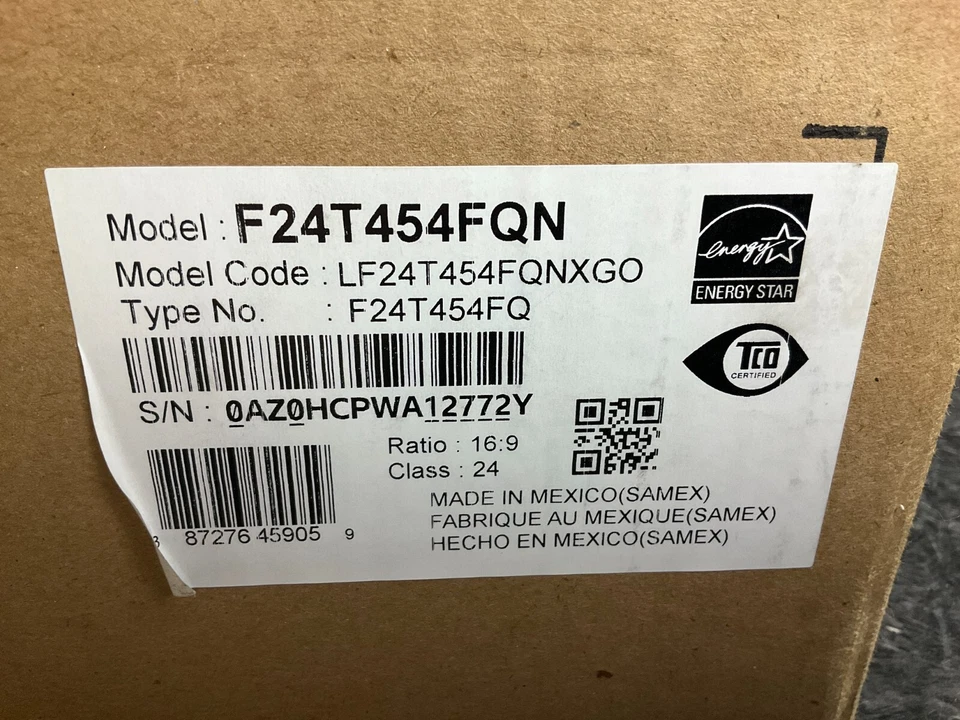 Model : F24T454FQN
Model Code : LF24T454FQNXGO
Type No. : F24T454FQ
S/N : 0AZ0HCPWA12772Y
Ratio : 16:9
Class : 24
8 87276 45905 9
MADE IN MEXICO(SAMEX)
FABRIQUE AU MEXIQUE(SAMEX)
HECHO EN MEXICO(SAMEX)
energy
ENERGY STAR
TCO
CERTIFIED